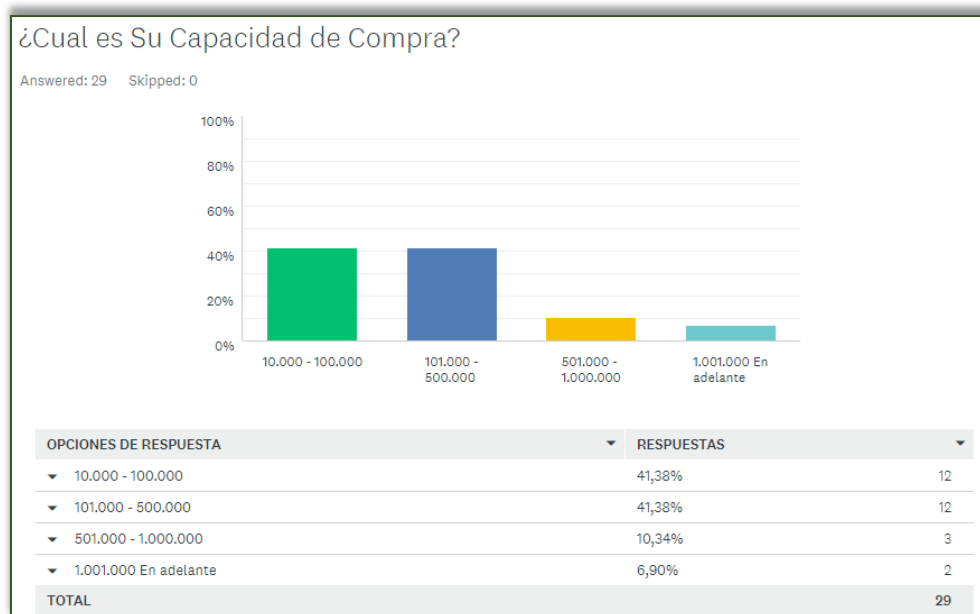 ¿Cual es Su Capacidad de Compra?
Answered: 29 Skipped: 0
100%
80%
60%
40%
20%
0%
10.000 - 100.000
101.000 -
500.000
501.000 -
1.000.000
1.001.000 En
adelante
OPCIONES DE RESPUESTA RESPUESTAS
10.000 - 100.000 41,38% 12
101.000 - 500.000 41,38% 12
501.000 - 1.000.000 10,34% 3
1.001.000 En adelante 6,90% 2
TOTAL 29